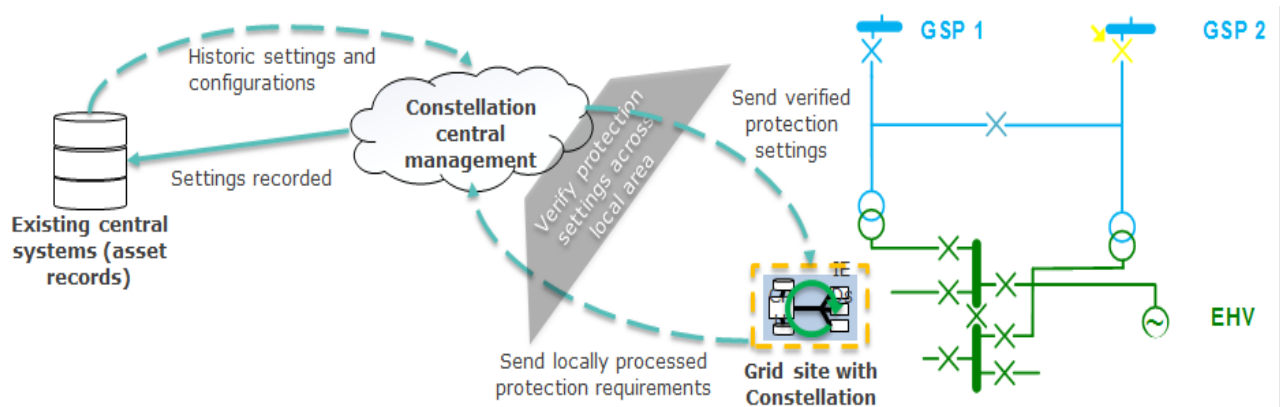 Historic settings and
configurations
Constellation
central
management
Settings recorded
Existing central
systems (asset
records)
Verify protection
settings across
local area
Send verified
protection
settings
Send locally processed
protection requirements
IE
Grid site with
Constellation
GSP 1
GSP 2
EHV